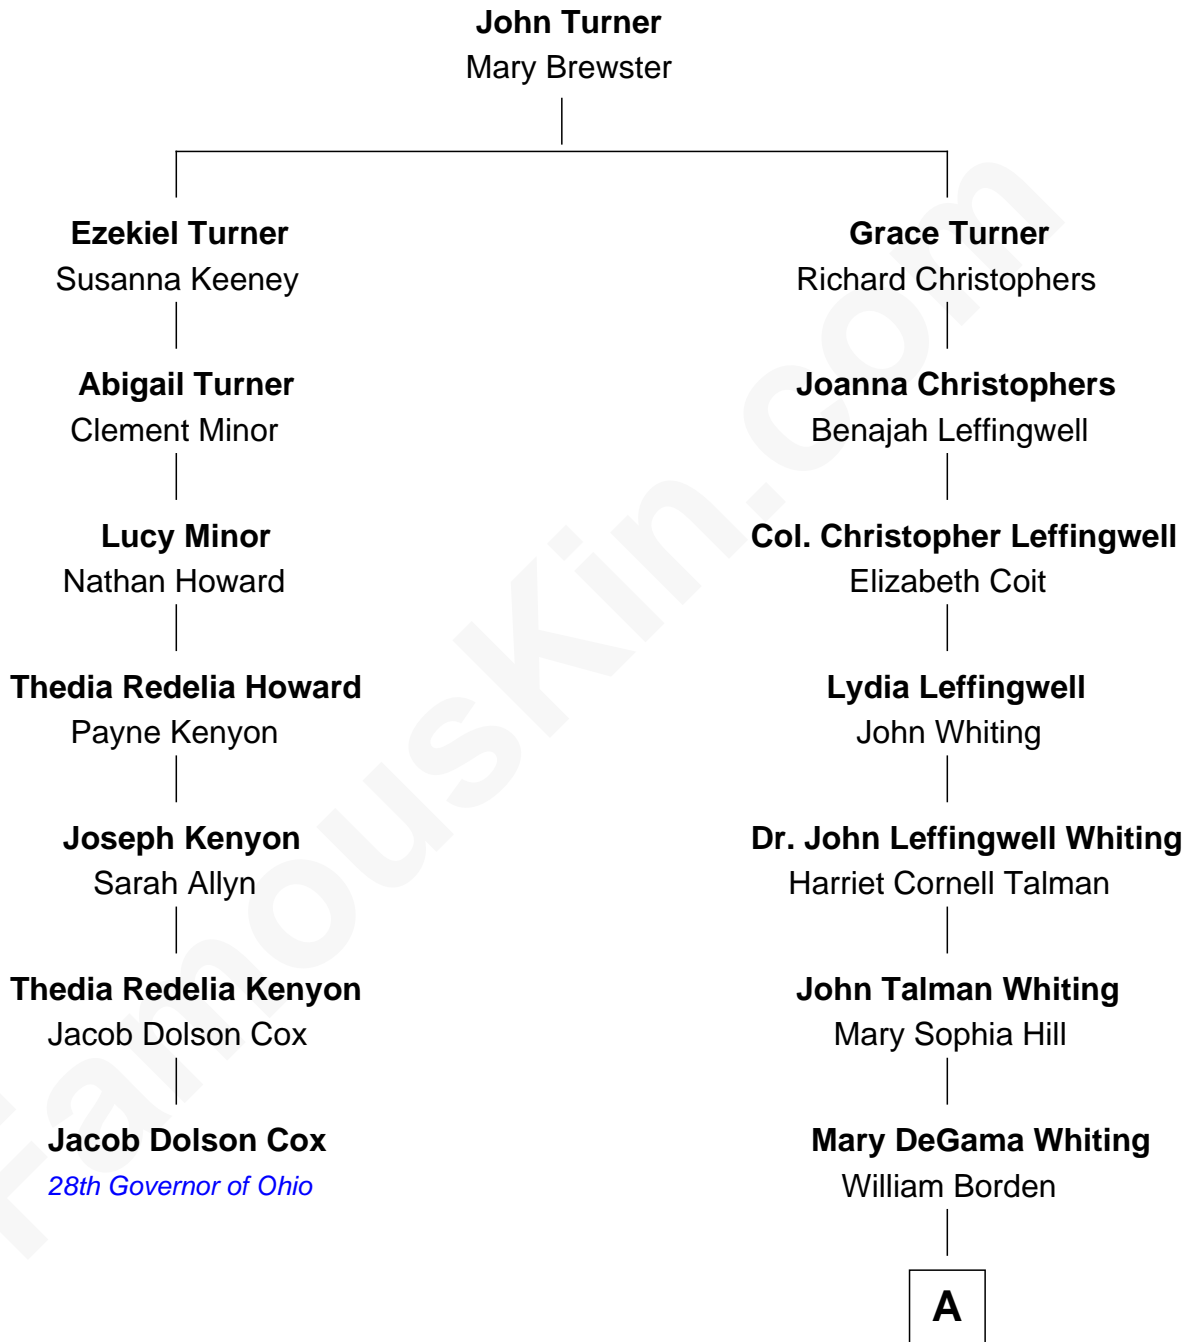 John Turner
Mary Brewster
Ezekiel Turner
Susanna Keeney
Grace Turner
Richard Christophers
Abigail Turner
Clement Minor
Joanna Christophers
Benajah Leffingwell
Lucy Minor
Nathan Howard
Col. Christopher Leffingwell
Elizabeth Coit
Thedia Redelia Howard
Payne Kenyon
Lydia Leffingwell
John Whiting
Joseph Kenyon
Sarah Allyn
Dr. John Leffingwell Whiting
Harriet Cornell Talman
Thedia Redelia Kenyon
Jacob Dolson Cox
John Talman Whiting
Mary Sophia Hill
Jacob Dolson Cox
28th Governor of Ohio
Mary DeGama Whiting
William Borden
A
FamousKin.com